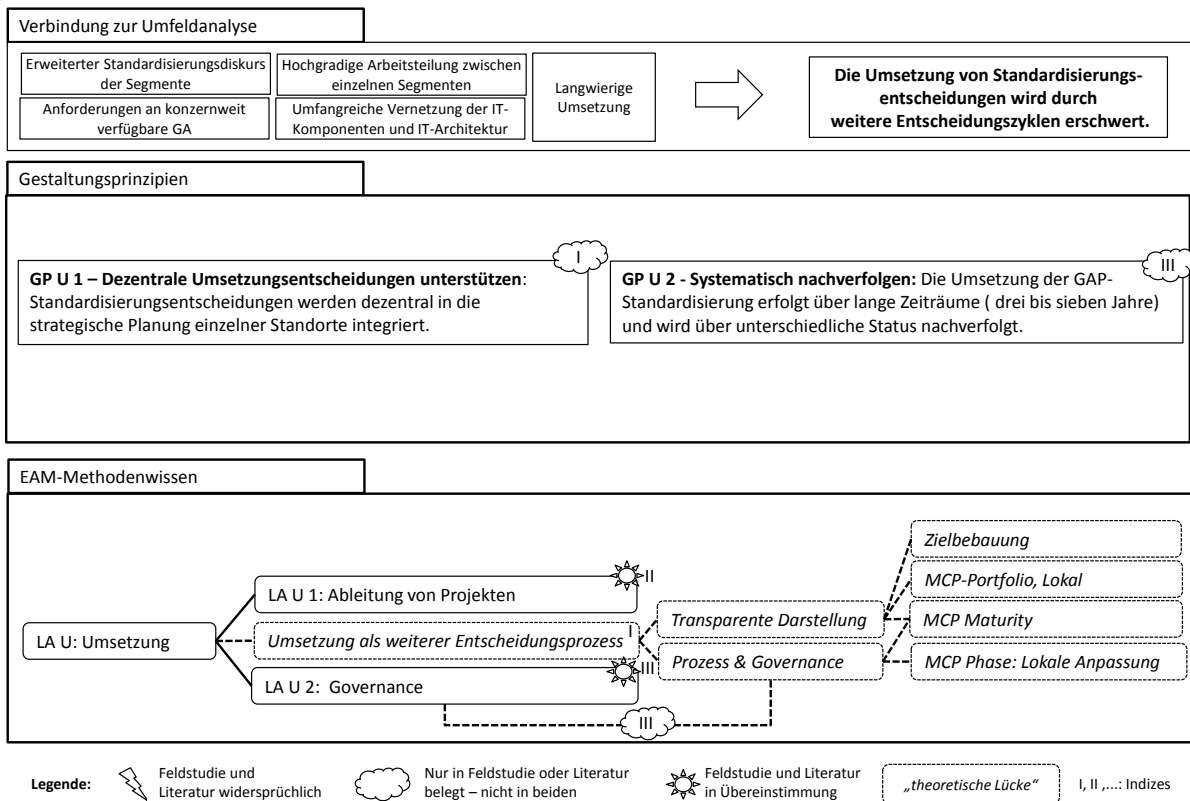 Verbindung zur Umfeldanalyse
Erweiterter Standardisierungsdiskurs
der Segmente
Hochgradige Arbeitsteilung zwischen
einzelnen Segmenten
Anforderungen an konzernweit
verfügbare GA
Umfangreiche Vernetzung der IT-
Komponenten und IT-Architektur
Langwierige
Umsetzung
Die Umsetzung von Standardisierungs-
entscheidungen wird durch
weitere Entscheidungszyklen erschwert.
Gestaltungsprinzipien
I
GP U 1 – Dezentrale Umsetzungsentscheidungen unterstützen:
Standardisierungsentscheidungen werden dezentral in die
strategische Planung einzelner Standorte integriert.
III
GP U 2 - Systematisch nachverfolgen: Die Umsetzung der GAP-
Standardisierung erfolgt über lange Zeiträume ( drei bis sieben Jahre)
und wird über unterschiedliche Status nachverfolgt.
EAM-Methodenwissen
LA U: Umsetzung
LA U 1: Ableitung von Projekten
II
Umsetzung als weiterer Entscheidungsprozess
I
LA U 2:  Governance
III
III
Transparente Darstellung
Prozess & Governance
Zielbebauung
MCP-Portfolio, Lokal
MCP Maturity
MCP Phase: Lokale Anpassung
Legende:
Feldstudie und
Literatur widersprüchlich
Nur in Feldstudie oder Literatur
belegt – nicht in beiden
Feldstudie und Literatur
in Übereinstimmung
„theoretische Lücke“
I, II ,...: Indizes